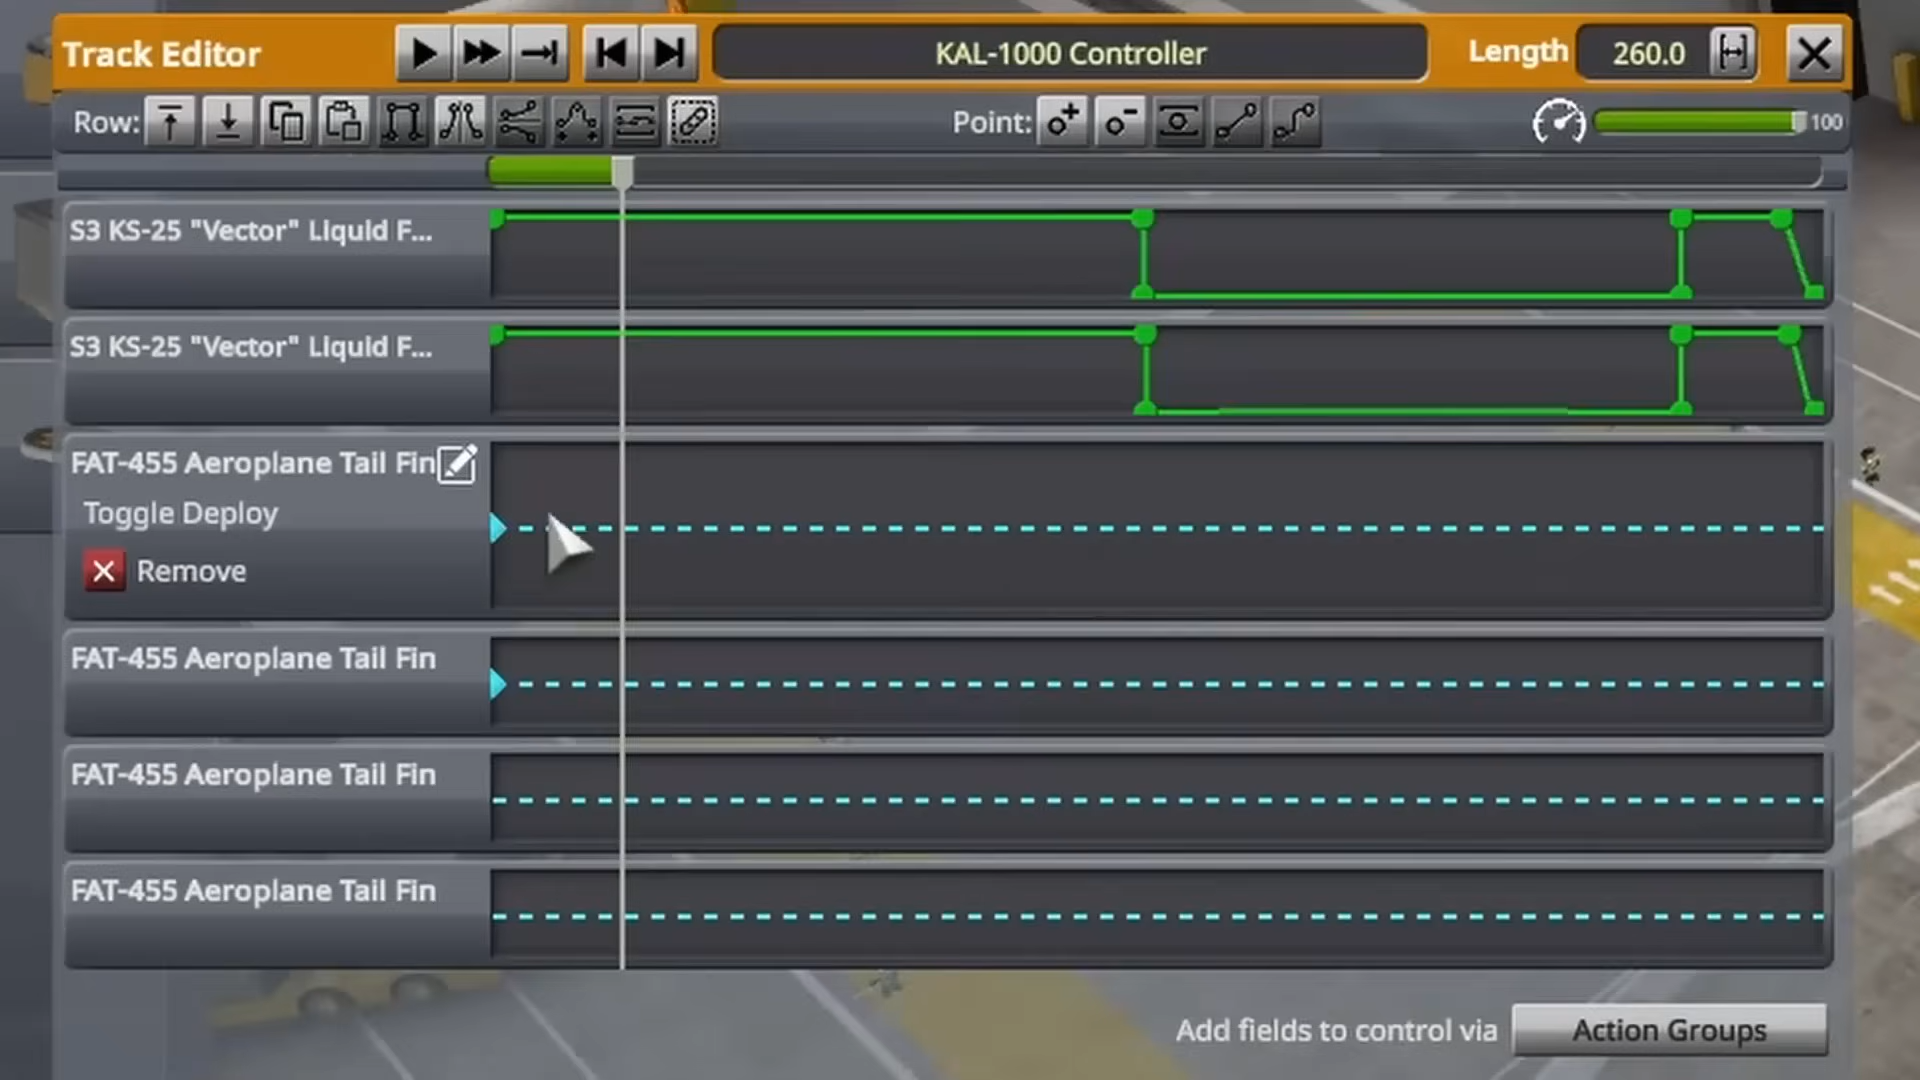 Track Editor
KAL-1000 Controller
Length
260.0
Row:
Point:
100
S3 KS-25 "Vector" Liquid F...
S3 KS-25 "Vector" Liquid F...
FAT-455 Aeroplane Tail Fin
Toggle Deploy
Remove
FAT-455 Aeroplane Tail Fin
FAT-455 Aeroplane Tail Fin
FAT-455 Aeroplane Tail Fin
Add fields to control via
Action Groups